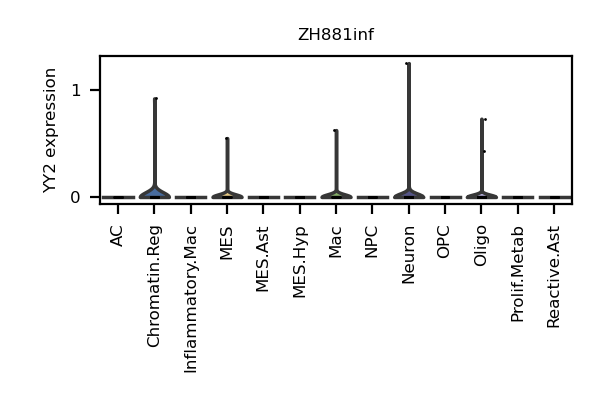 ZH881inf
YY2 expression
1
0
AC
Chromatin.Reg
Inflammatory.Mac
MES
MES.Ast
MES.Hyp
Mac
NPC
Neuron
OPC
Oligo
Prolif.Metab
Reactive.Ast